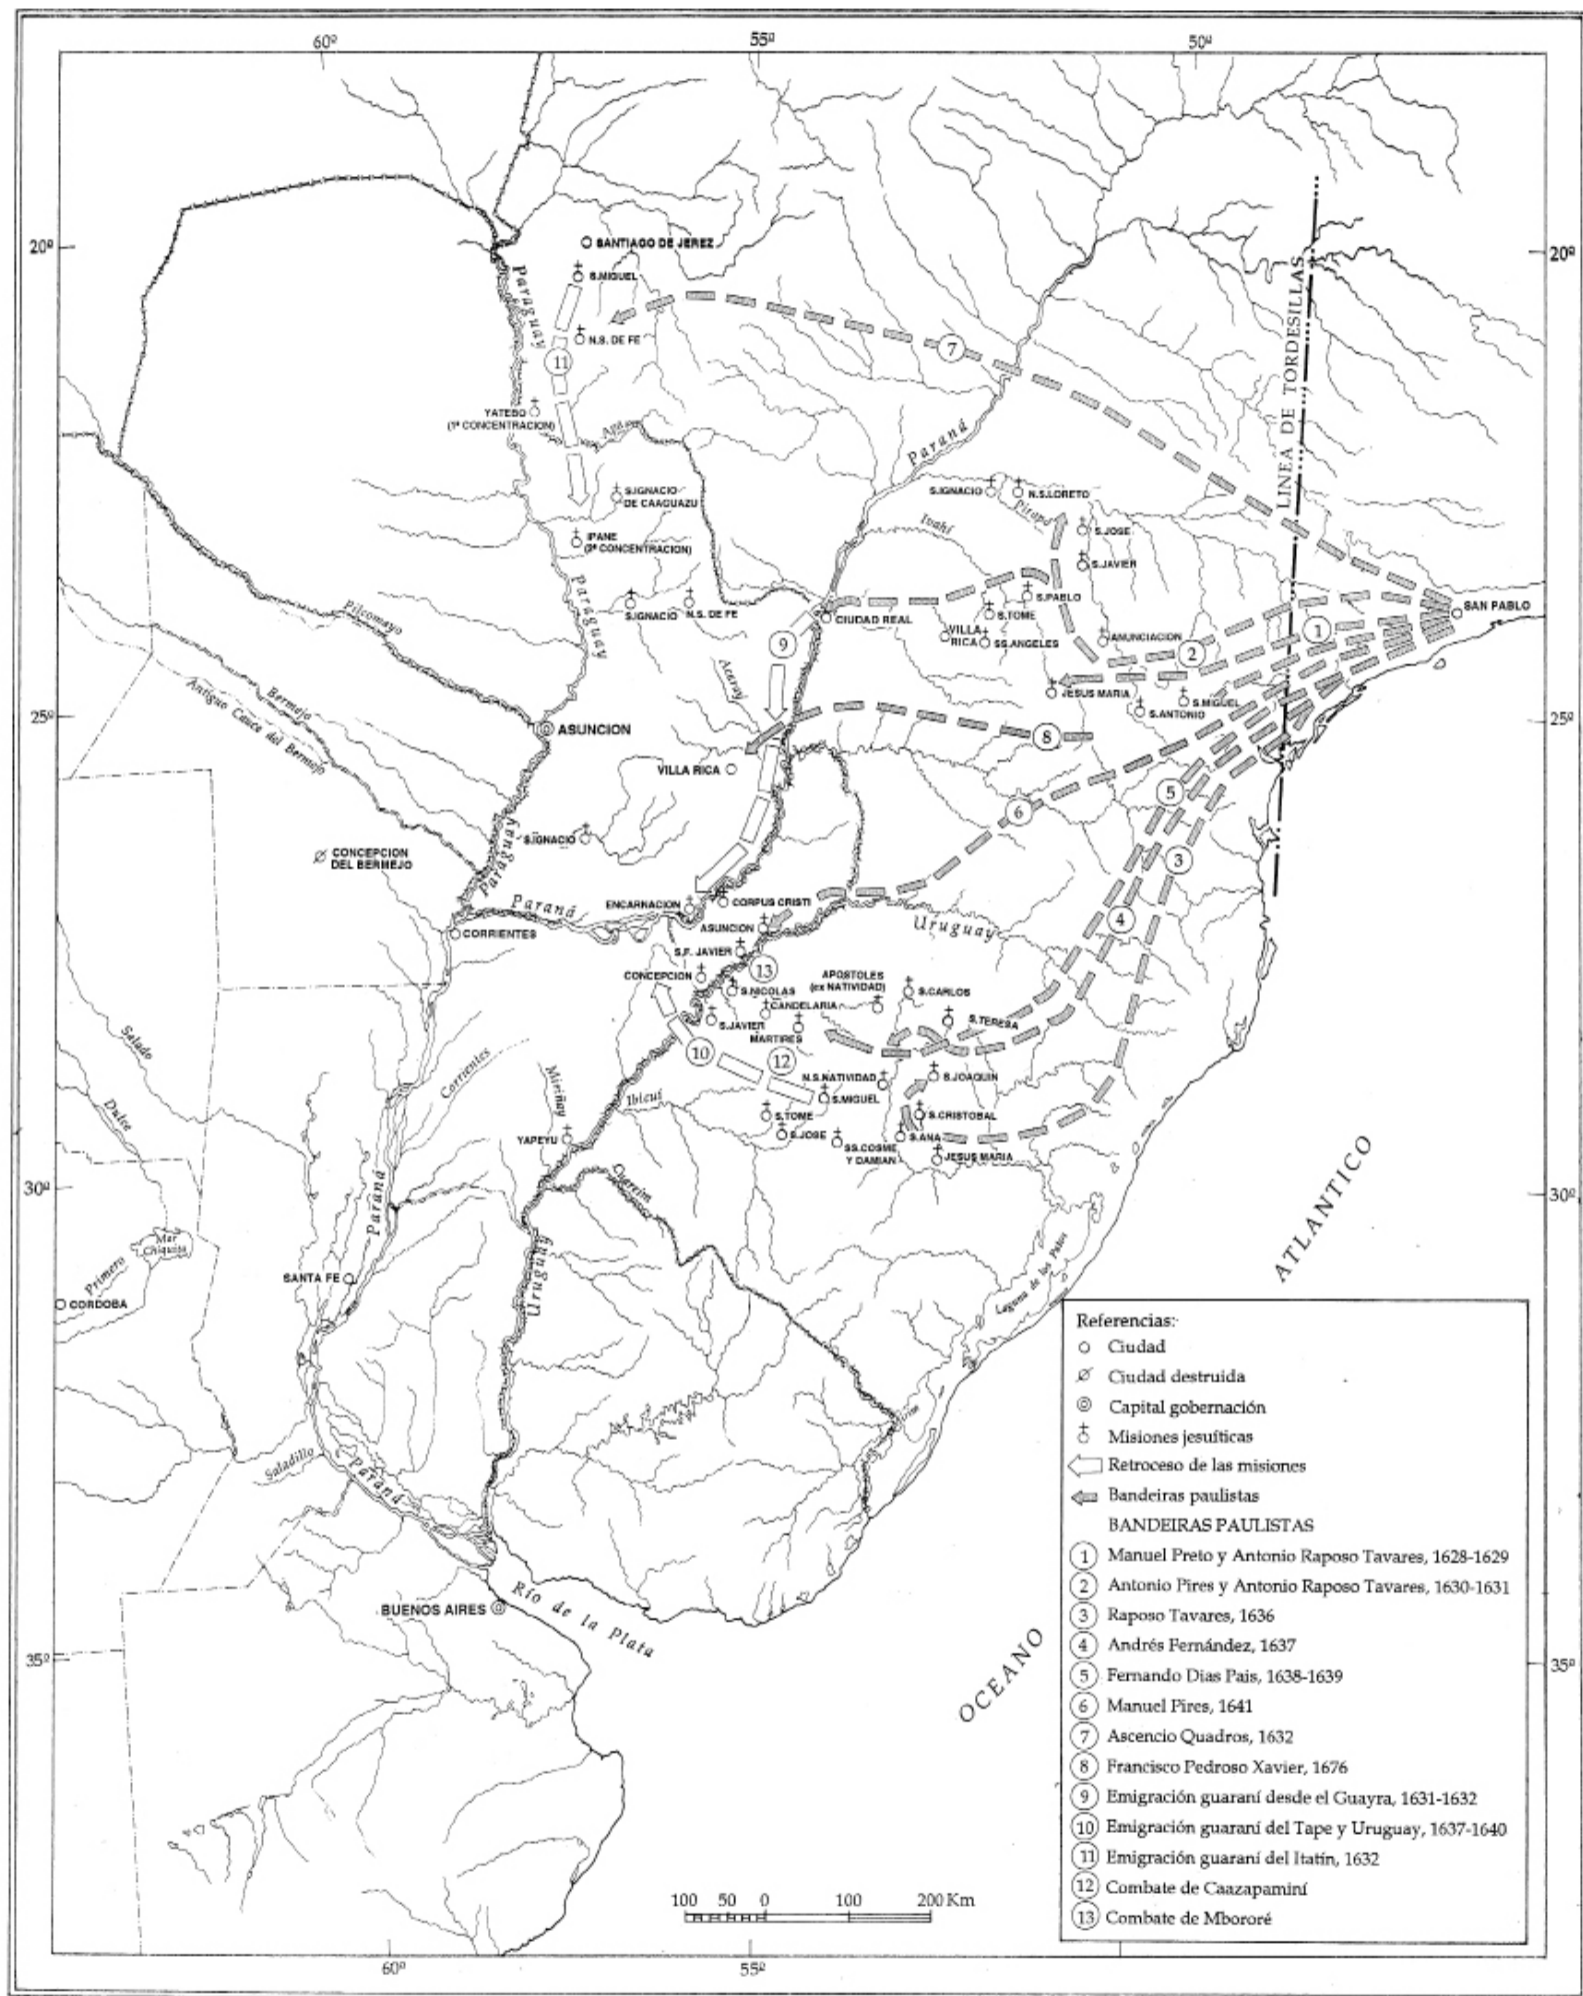 60º 55º 50º
20º 20º
SANTIAGO DE JEREZ
S.MIGUEL
Paraguay
N.S. DE FE
7
11
LINEA DE TORDESILLAS
YATEBO
(1ª CONCENTRACION)
Apa
Paraná
S.IGNACIO
DE CAAGUAZU
S.IGNACIO
N.S.LORETO
Pirapó
Ivahí
S.JOSE
IPANE
(2ª CONCENTRACION)
S.JAVIER
Paraguay
S.IGNACIO
N.S. DE FE
S.PABLO
SAN PABLO
Pilcomayo
CIUDAD REAL
S.TOME
9
VILLA
RICA
SS.ANGELES
ANUNCIACION
1
2
Acaray
JESUS MARIA
S.MIGUEL
S.ANTONIO
Bermejo
Antiguo Cauce del Bermejo
25º 25º
ASUNCION
8
VILLA RICA
5
6
S.IGNACIO
CONCEPCION
DEL BERMEJO
3
Paraguay
Paraná
ENCARNACION
CORPUS CRISTI
4
CORRIENTES
ASUNCION
Uruguay
S.F. JAVIER
CONCEPCION
13
APOSTOLES
(ex NATIVIDAD)
S.NICOLAS
S.CARLOS
CANDELARIA
S.JAVIER
MARTIRES
S.TERESA
Salado
10
12
Corrientes
Miriñay
N.S.NATIVIDAD
S.JOAQUIN
Dulce
Ibicuí
S.MIGUEL
S.TOME
S.CRISTOBAL
YAPEYU
S.JOSE
S.ANA
SS.COSME
Y DAMIAN
JESUS MARIA
Cuareim
30º 30º
Paraná
Mar
Chiquita
Primero
Uruguay
SANTA FE
CORDOBA
Laguna de los Patos
ATLANTICO
Saladillo
Paraná
BUENOS AIRES
Río de la Plata
OCEANO
35º 35º
Referencias:
Ciudad
Ciudad destruida
Capital gobernación
Misiones jesuíticas
Retroceso de las misiones
Bandeiras paulistas
BANDEIRAS PAULISTAS
1 Manuel Preto y Antonio Raposo Tavares, 1628-1629
2 Antonio Pires y Antonio Raposo Tavares, 1630-1631
3 Raposo Tavares, 1636
4 Andrés Fernández, 1637
5 Fernando Dias Pais, 1638-1639
6 Manuel Pires, 1641
7 Ascencio Quadros, 1632
8 Francisco Pedroso Xavier, 1676
9 Emigración guaraní desde el Guayra, 1631-1632
10 Emigración guaraní del Tape y Uruguay, 1637-1640
11 Emigración guaraní del Itatín, 1632
12 Combate de Caazapaminí
13 Combate de Mbororé
100 50 0 100 200 Km
60º 55º